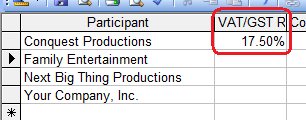 Participant VAT/GST R Co
Conquest Productions 17.50%
Family Entertainment
Next Big Thing Productions
Your Company, Inc.